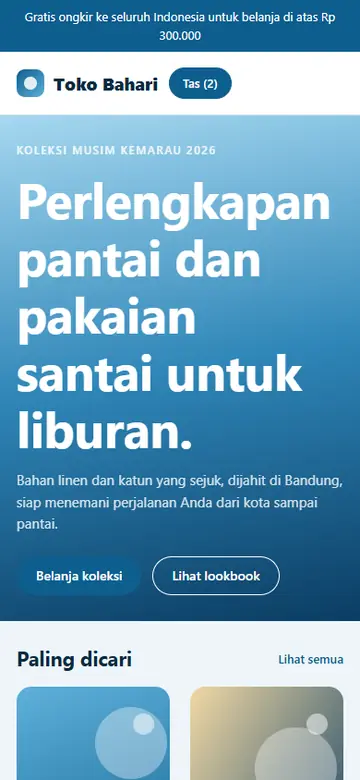 Gratis ongkir ke seluruh Indonesia untuk belanja di atas Rp
300.000
Toko Bahari
Tas (2)
KOLEKSI MUSIM KEMARAU 2026
Perlengkapan
pantai dan
pakaian
santai untuk
liburan.
Bahan linen dan katun yang sejuk, dijahit di Bandung,
siap menemani perjalanan Anda dari kota sampai
pantai.
Belanja koleksi
Lihat lookbook
Paling dicari
Lihat semua